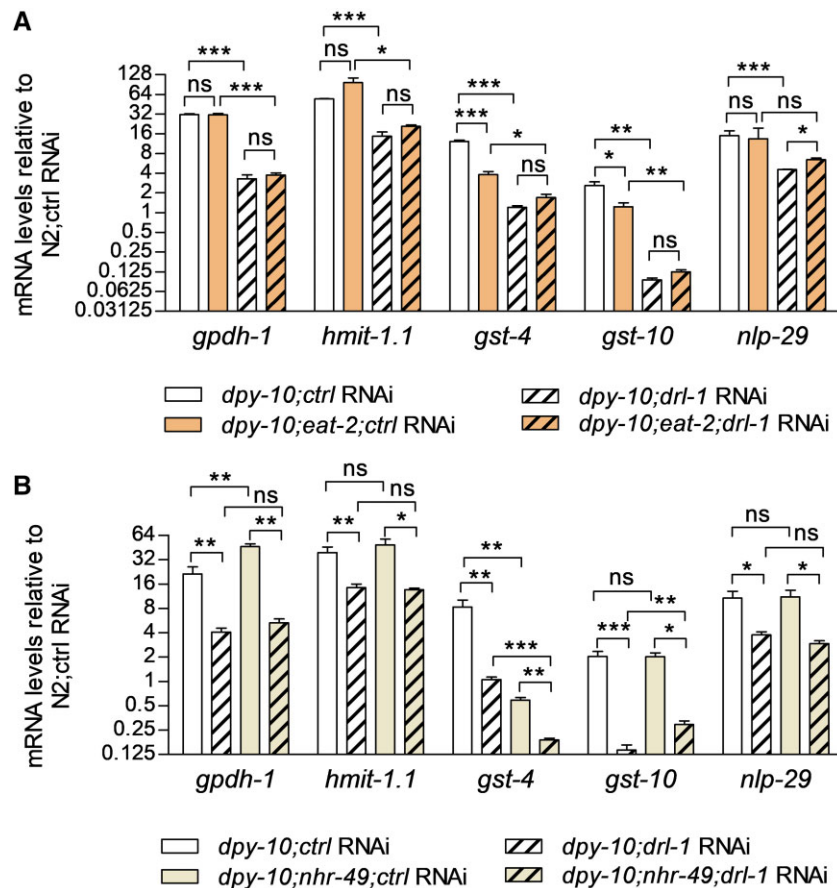 A
mRNA levels relative to
N2;ctrl RNAi
128
64
32
16
8
4
2
1
0.5
0.25
0.125
0.0625
0.03125
***
ns
***
ns
***
ns
*
ns
***
***
*
ns
**
*
**
ns
***
ns
ns
*
gpdh-1
hmit-1.1
gst-4
gst-10
nlp-29
dpy-10;ctrl RNAi
dpy-10;drl-1 RNAi
dpy-10;eat-2;ctrl RNAi
dpy-10;eat-2;drl-1 RNAi
B
mRNA levels relative to
N2;ctrl RNAi
64
32
16
8
4
2
1
0.5
0.25
0.125
**
ns
**
**
ns
ns
**
*
**
**
***
**
ns
**
***
*
ns
ns
*
*
gpdh-1
hmit-1.1
gst-4
gst-10
nlp-29
dpy-10;ctrl RNAi
dpy-10;drl-1 RNAi
dpy-10;nhr-49;ctrl RNAi
dpy-10;nhr-49;drl-1 RNAi